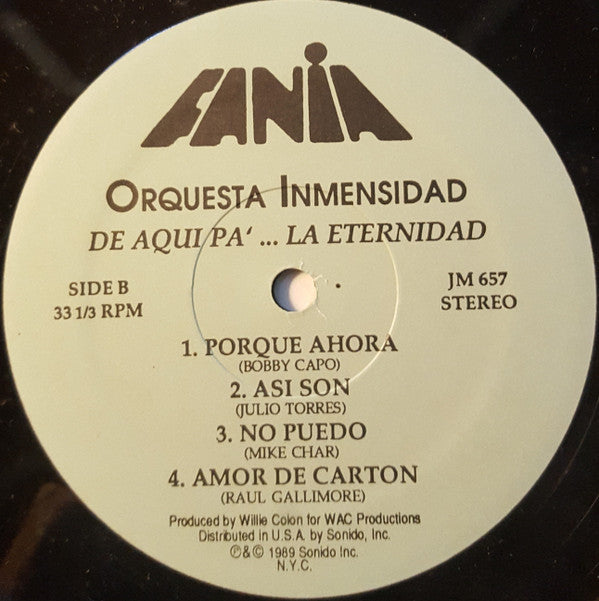 FANIA
ORQUESTA INMENSIDAD
DE AQUI PA' ... LA ETERNIDAD
SIDE B
33 1/3 RPM
JM 657
STEREO
1. PORQUE AHORA
(BOBBY CAPO)
2. ASI SON
(JULIO TORRES)
3. NO PUEDO
(MIKE CHAR)
4. AMOR DE CARTON
(RAUL GALLIMORE)
Produced by Willie Colon for WAC Productions
Distributed in U.S.A. by Sonido, Inc.
℗&© 1989 Sonido Inc.
N.Y.C.